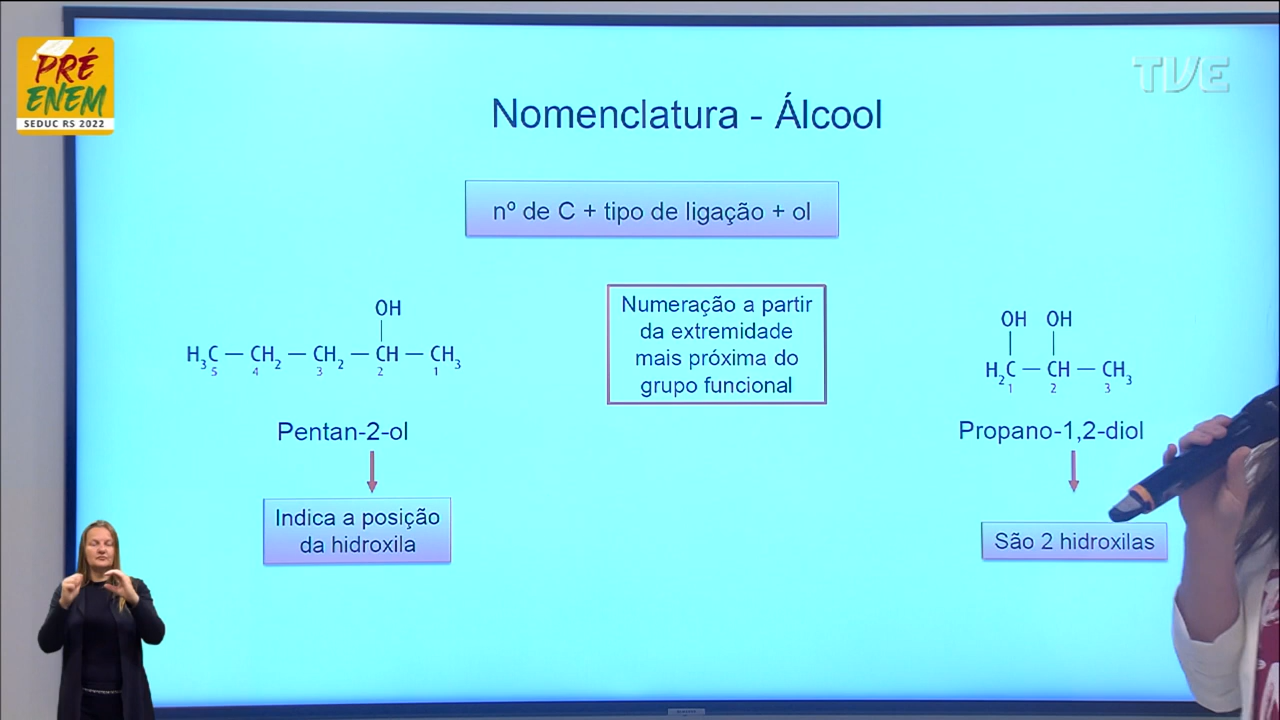 PRÉ
ENEM
SEDUC RS 2022
TVE
Nomenclatura - Álcool
nº de C + tipo de ligação + ol
Numeração a partir
da extremidade
mais próxima do
grupo funcional
OH
H₃C — CH₂ — CH₂ — CH — CH₃
5 4 3 2 1
Pentan-2-ol
Indica a posição
da hidroxila
OH OH
H₂C — CH — CH₃
1 2 3
Propano-1,2-diol
São 2 hidroxilas